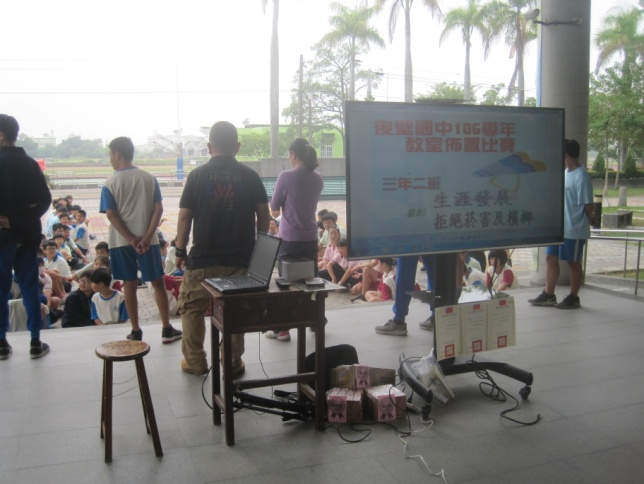 後壁國中105學年
教室佈置比賽
三年二班
生涯發展
拒絕菸害及檳榔